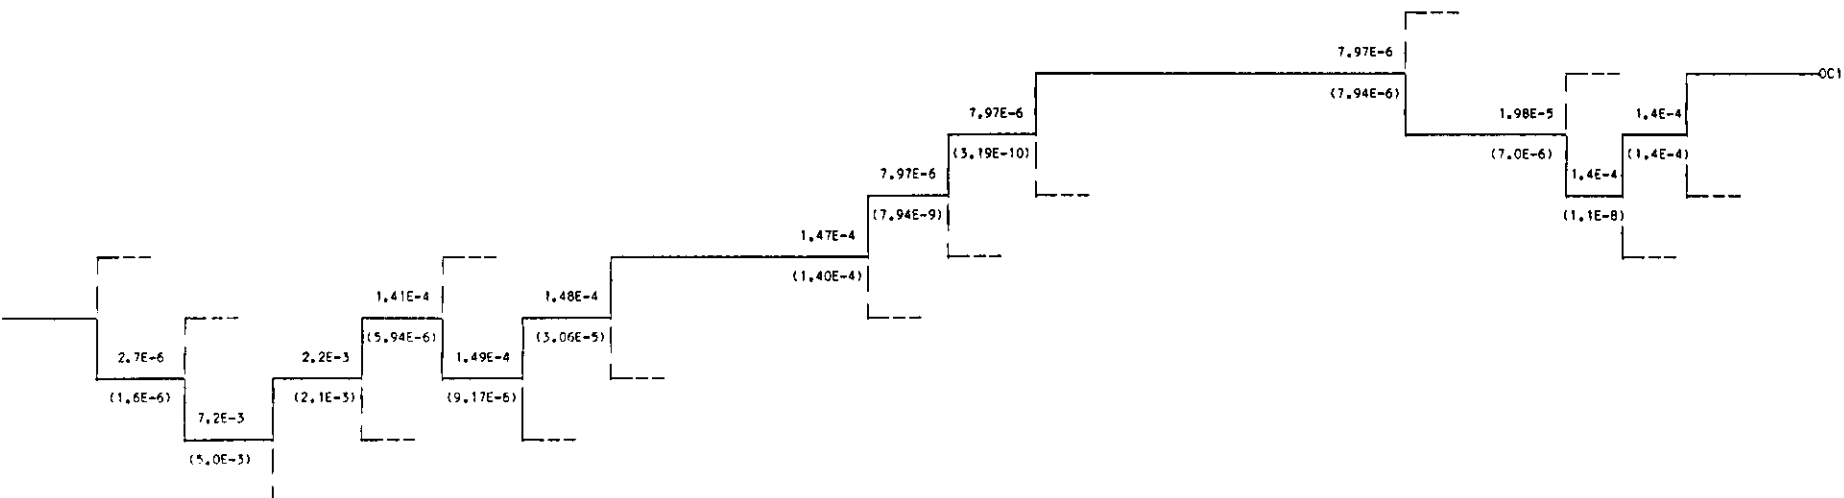 7.97E-6
OC1
(7.94E-6)
7.97E-6
1.98E-5
1.4E-4
(3.19E-10)
(7.0E-6)
(1.4E-4)
7.97E-6
1.4E-4
(7.94E-9)
(1.1E-8)
1.47E-4
(1.40E-4)
1.41E-4
1.48E-4
(5.94E-6)
(3.06E-5)
2.7E-6
2.2E-3
1.49E-4
(1.6E-6)
(2.1E-3)
(9.17E-6)
7.2E-3
(5.0E-3)